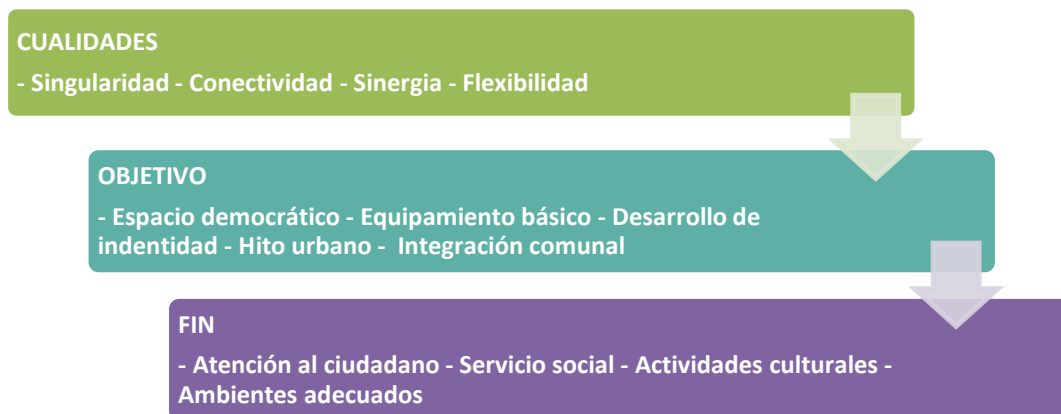 CUALIDADES
- Singularidad - Conectividad - Sinergia - Flexibilidad
OBJETIVO
- Espacio democrático - Equipamiento básico - Desarrollo de
indentidad - Hito urbano -  Integración comunal
FIN
- Atención al ciudadano - Servicio social - Actividades culturales -
Ambientes adecuados